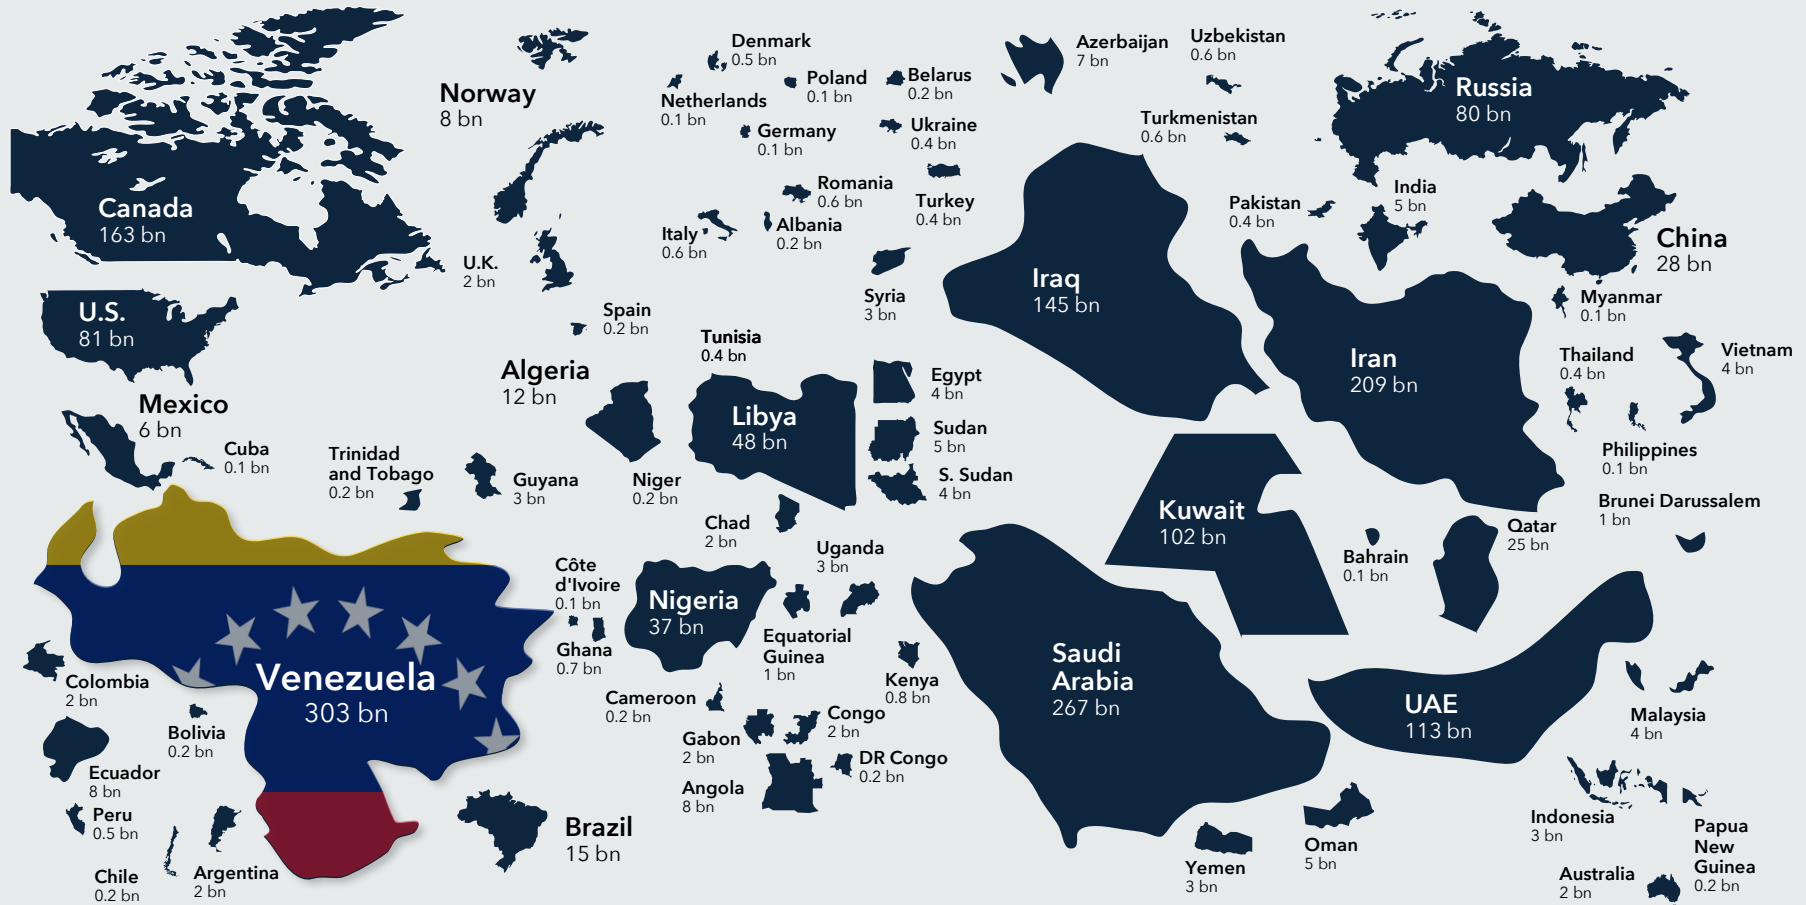 Canada
163 bn
U.S.
81 bn
Mexico
6 bn
Cuba
0.1 bn
Trinidad
and Tobago
0.2 bn
Guyana
3 bn
Venezuela
303 bn
Colombia
2 bn
Bolivia
0.2 bn
Ecuador
8 bn
Peru
0.5 bn
Chile
0.2 bn
Argentina
2 bn
Brazil
15 bn
Norway
8 bn
U.K.
2 bn
Denmark
0.5 bn
Netherlands
0.1 bn
Poland
0.1 bn
Belarus
0.2 bn
Germany
0.1 bn
Ukraine
0.4 bn
Romania
0.6 bn
Turkey
0.4 bn
Italy
0.6 bn
Albania
0.2 bn
Spain
0.2 bn
Syria
3 bn
Algeria
12 bn
Tunisia
0.4 bn
Libya
48 bn
Egypt
4 bn
Sudan
5 bn
S. Sudan
4 bn
Niger
0.2 bn
Chad
2 bn
Côte
d'Ivoire
0.1 bn
Ghana
0.7 bn
Nigeria
37 bn
Uganda
3 bn
Equatorial
Guinea
1 bn
Kenya
0.8 bn
Cameroon
0.2 bn
Gabon
2 bn
Congo
2 bn
DR Congo
0.2 bn
Angola
8 bn
Azerbaijan
7 bn
Uzbekistan
0.6 bn
Turkmenistan
0.6 bn
Russia
80 bn
Pakistan
0.4 bn
India
5 bn
China
28 bn
Iraq
145 bn
Iran
209 bn
Myanmar
0.1 bn
Thailand
0.4 bn
Vietnam
4 bn
Philippines
0.1 bn
Brunei Darussalem
1 bn
Kuwait
102 bn
Bahrain
0.1 bn
Qatar
25 bn
Saudi
Arabia
267 bn
UAE
113 bn
Malaysia
4 bn
Yemen
3 bn
Oman
5 bn
Indonesia
3 bn
Papua
New
Guinea
0.2 bn
Australia
2 bn